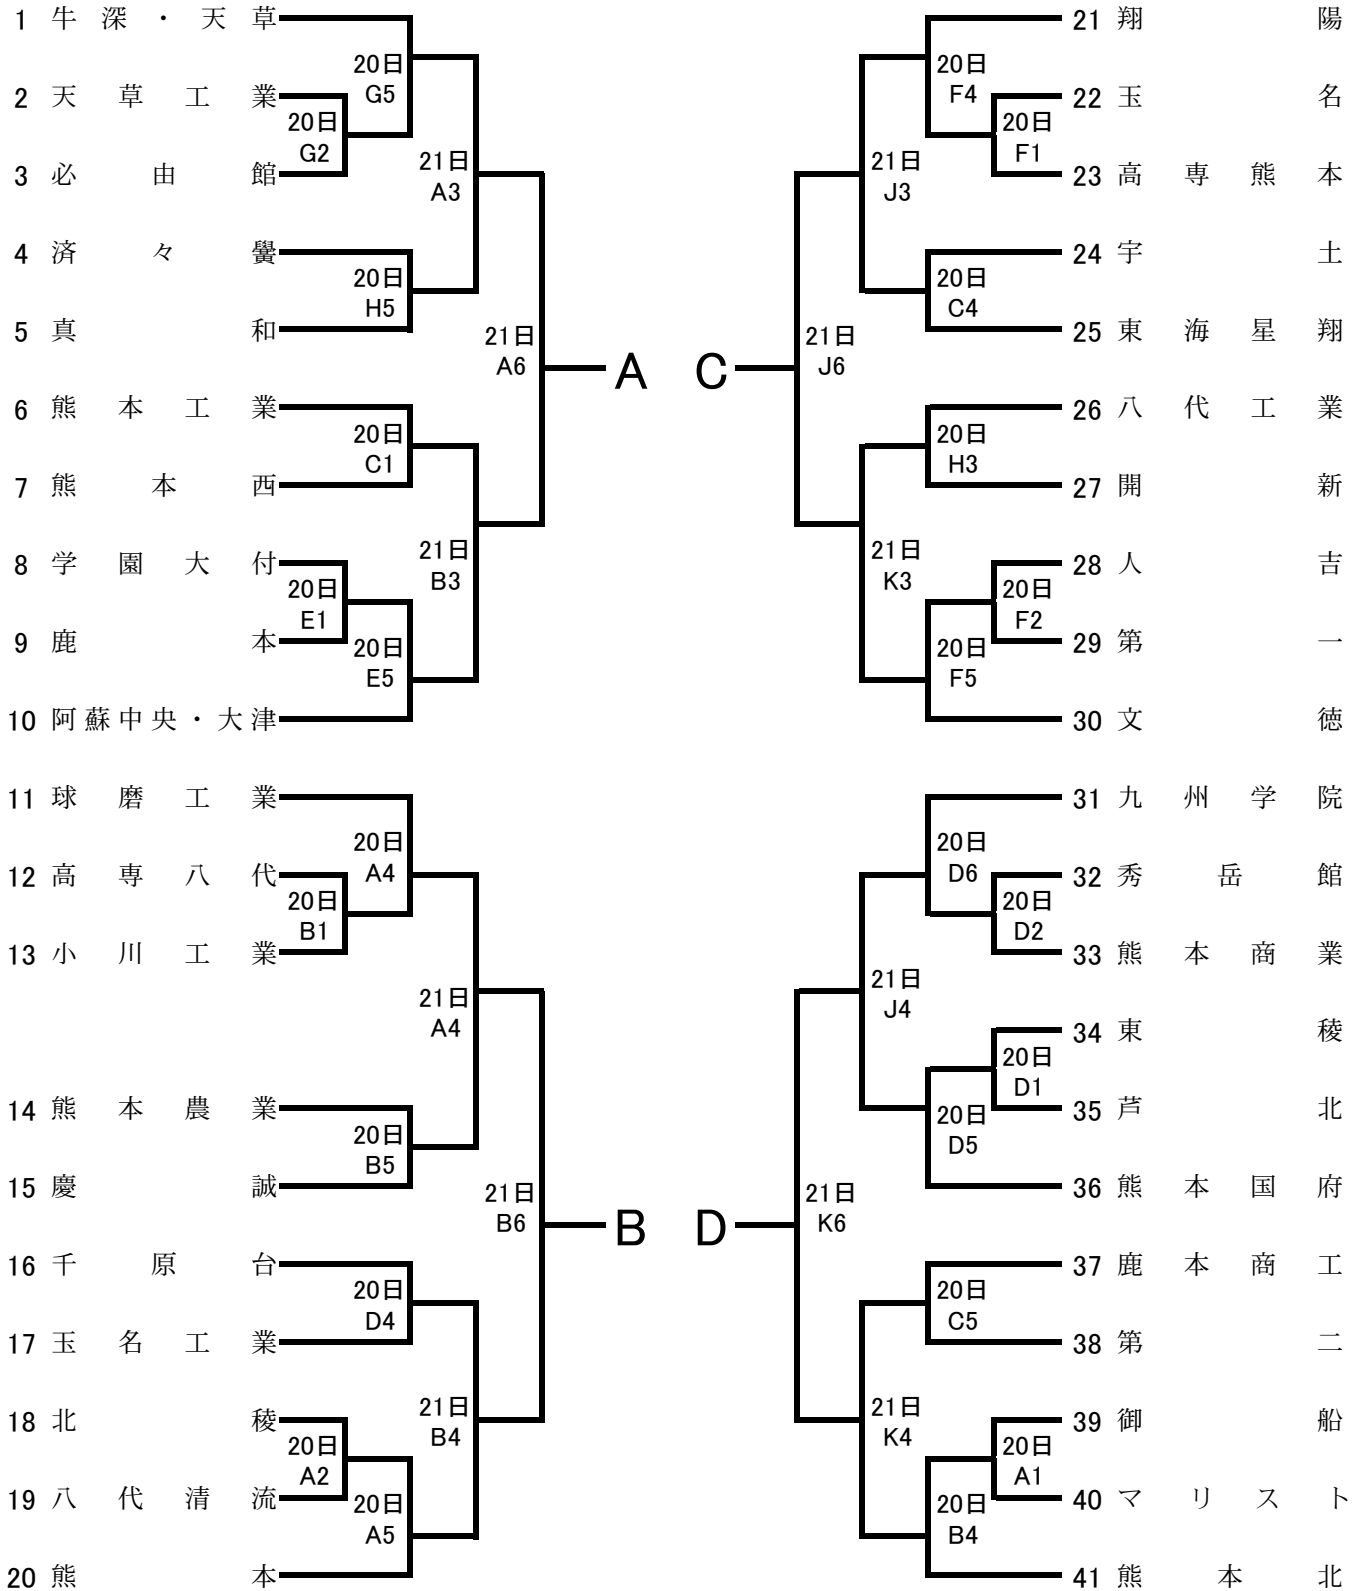 1 牛深・天草
20日
G5
2 天草工業
20日
G2
3 必由館
21日
A3
4 済々黌
20日
H5
5 真和
21日
A6
A
6 熊本工業
20日
C1
7 熊本西
21日
B3
8 学園大付
20日
E1
9 鹿本
20日
E5
10 阿蘇中央・大津
11 球磨工業
20日
A4
12 高専八代
20日
B1
13 小川工業
21日
A4
14 熊本農業
20日
B5
15 慶誠
21日
B6
B
16 千原台
20日
D4
17 玉名工業
21日
B4
18 北稜
20日
A2
19 八代清流
20日
A5
20 熊本
21 翔陽
20日
F4
22 玉名
20日
F1
23 高専熊本
21日
J3
24 宇土
20日
C4
25 東海星翔
21日
J6
C
26 八代工業
20日
H3
27 開新
21日
K3
28 人吉
20日
F2
29 第一
20日
F5
30 文徳
31 九州学院
20日
D6
32 秀岳館
20日
D2
33 熊本商業
21日
J4
34 東稜
20日
D1
35 芦北
20日
D5
36 熊本国府
21日
K6
D
37 鹿本商工
20日
C5
38 第二
21日
K4
39 御船
20日
A1
40 マリスト
20日
B4
41 熊本北